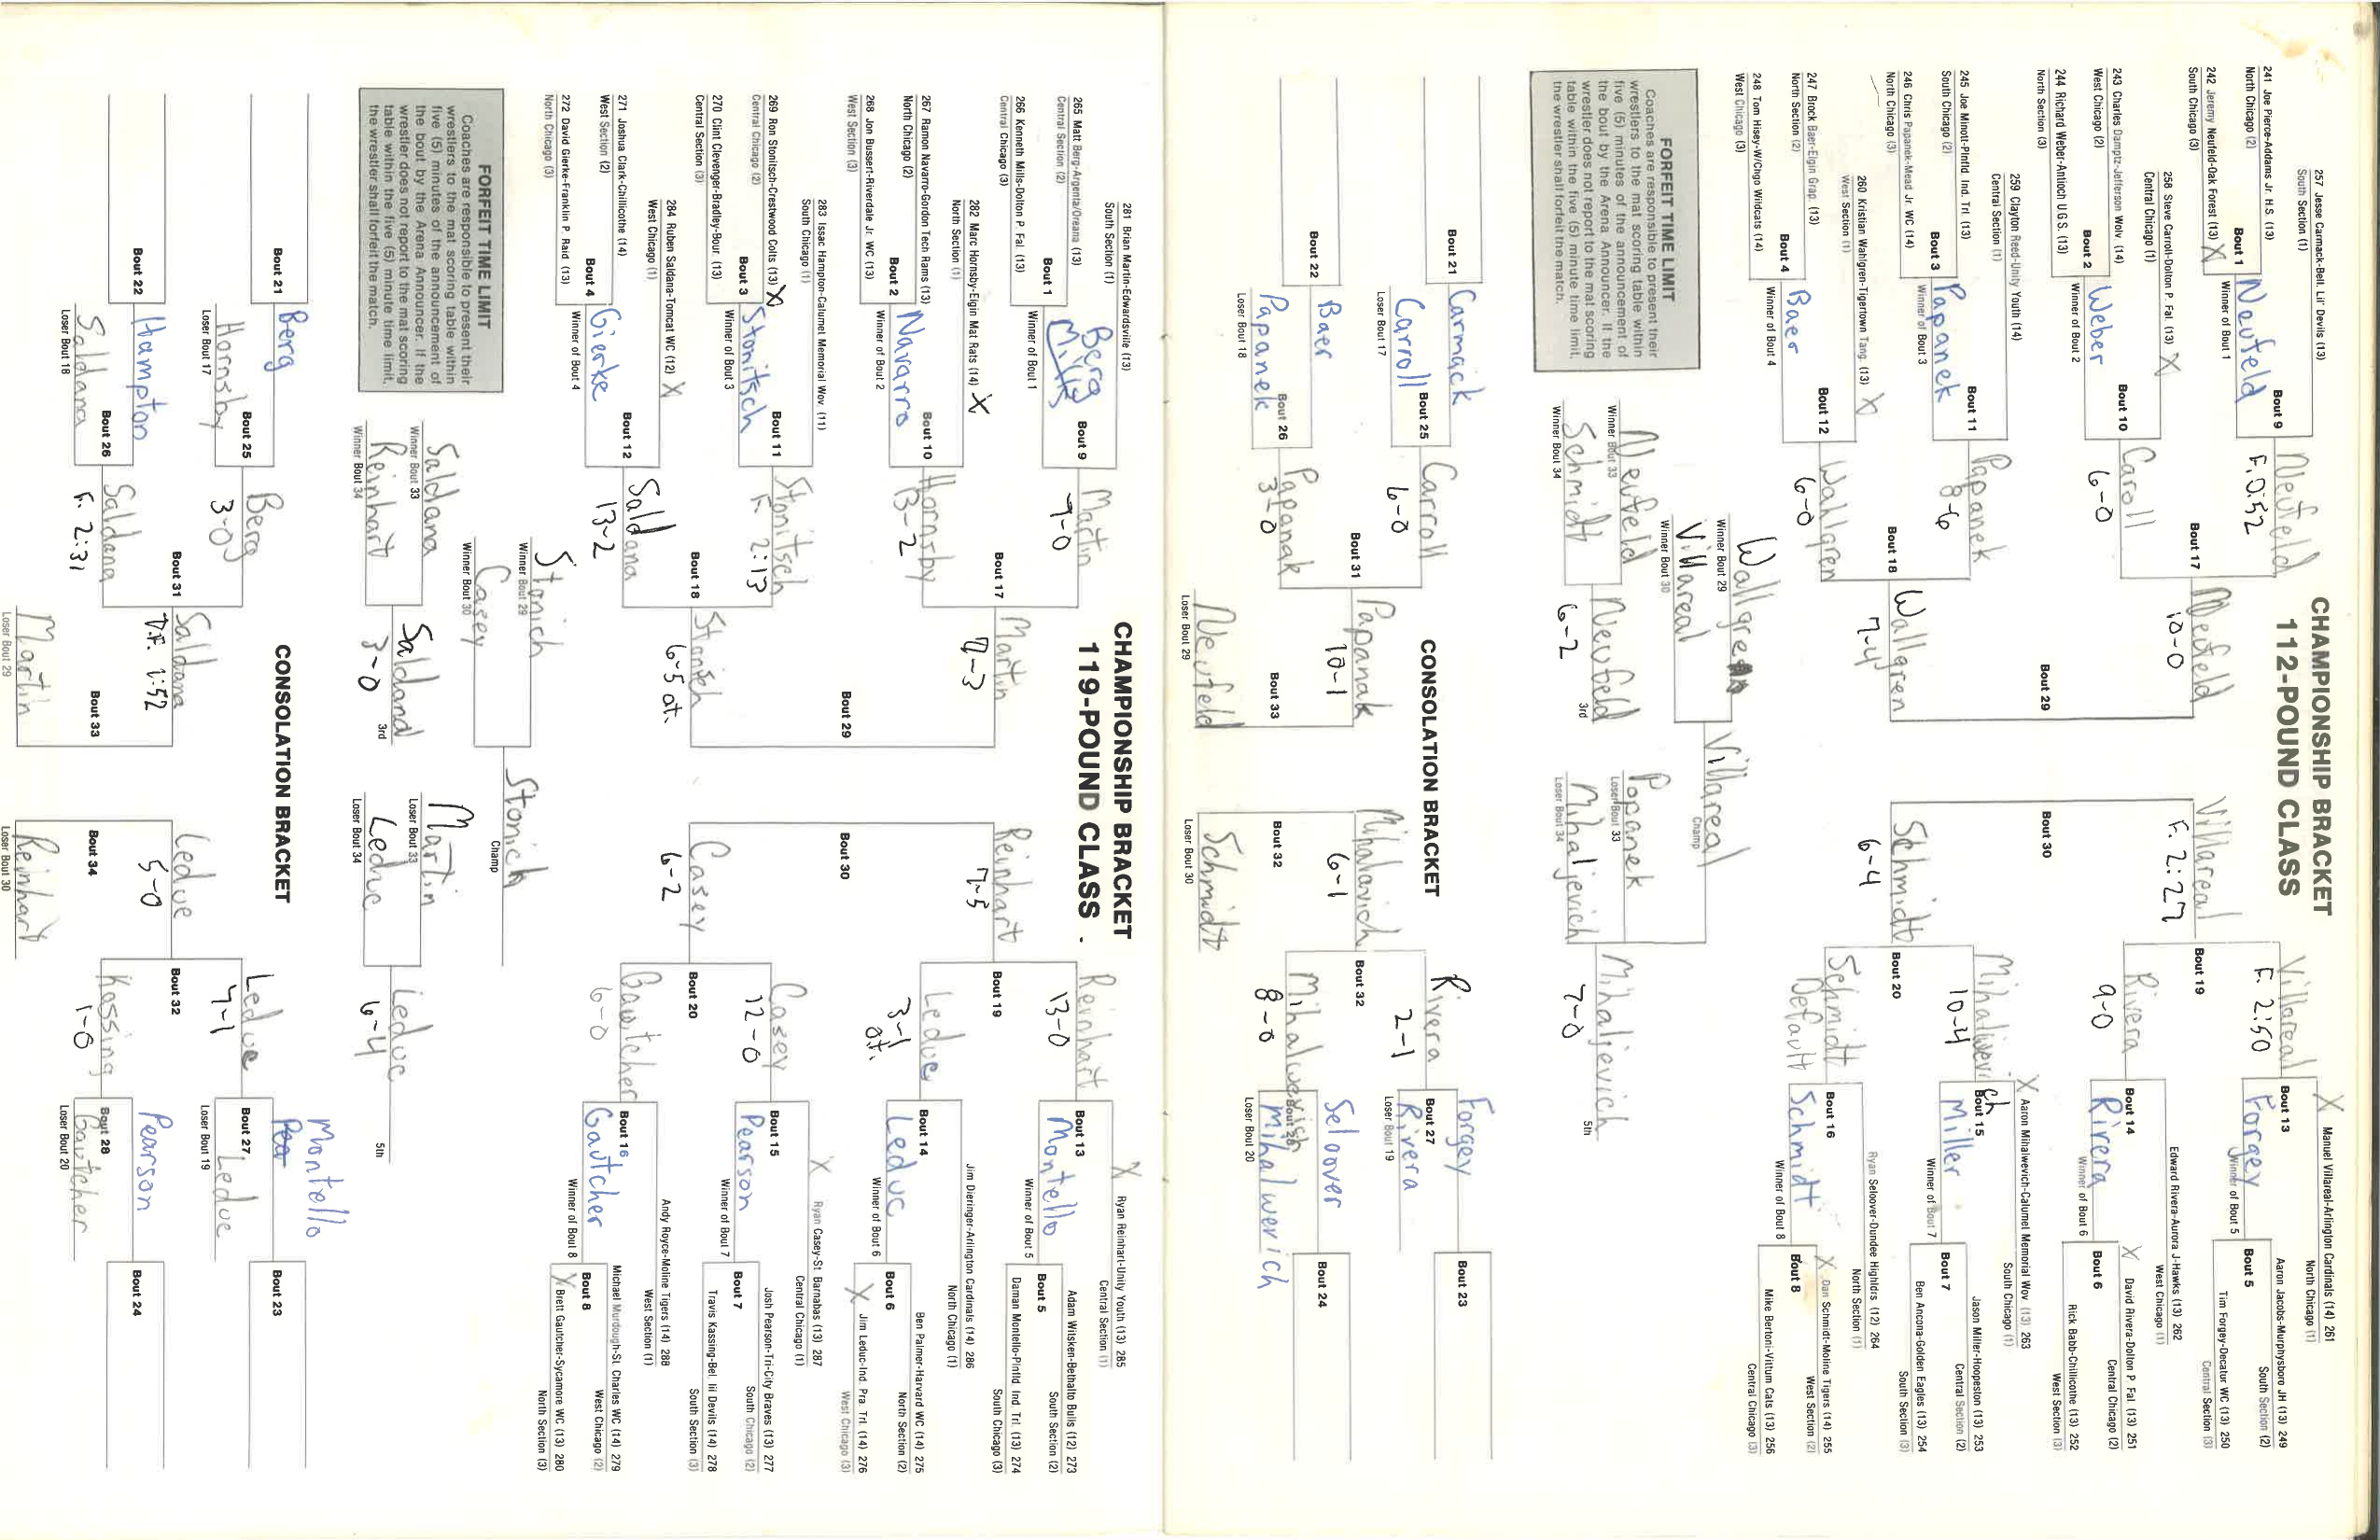 CHAMPIONSHIP BRACKET
112-POUND CLASS
257 Jesse Carmack-Bell. Lil' Devils (13)
South Section (1)
241 Joe Pierce-Addams Jr. H.S. (13)
North Chicago (2)
Bout 1
Neufeld
Winner of Bout 1
242 Jeremy Neufeld-Oak Forest (13) X
South Chicago (3)
Bout 9
Neufeld
F. 0:52
258 Steve Carroll-Dolton P. Fal. (13) X
Central Chicago (1)
243 Charles Damptz-Jefferson Wolv. (14)
West Chicago (2)
Bout 2
Weber
Winner of Bout 2
244 Richard Weber-Antioch U G S. (13)
North Section (3)
Bout 10
Caroll
6-0
Bout 17
Neufeld
10-0
259 Clayton Reed-Unity Youth (14)
Central Section (1)
245 Joe Minott-Plnfld Ind. Trl. (13)
South Chicago (2)
Bout 3
Papanek
Winner of Bout 3
246 Chris Papanek-Mead Jr. WC (14)
North Chicago (3)
Bout 11
Papanek
8-6
260 Kristian Wahlgren-Tigertown Tang. (13) X
West Section (1)
247 Brock Baer-Elgin Grap. (13)
North Section (2)
Bout 4
Baer
Winner of Bout 4
248 Tom Hisey-W/Chgo Wildcats (14)
West Chicago (3)
Bout 12
Wahlgren
6-0
Bout 18
Wallgren
7-4
Bout 29
X Manuel Villareal-Arlington Cardinals (14) 261
North Chicago (1)
Aaron Jacobs-Murphysboro JH (13) 249
South Section (2)
Bout 5
Tim Forgey-Decatur WC (13) 250
Central Section (3)
Bout 13
Forgey
Winner of Bout 5
Villareal
F. 2:50
Edward Rivera-Aurora J-Hawks (13) 262
West Chicago (1)
X David Rivera-Dolton P. Fal. (13) 251
Central Chicago (2)
Bout 6
Rick Babb-Chillicothe (13) 252
West Section (3)
Bout 14
Rivera
Winner of Bout 6
Rivera
9-0
Bout 19
Villareal
F. 2:27
X Aaron Mihalwevich-Calumet Memorial Wov. (13) 263
South Chicago (1)
Jason Miller-Hoopeston (13) 253
Central Section (2)
Bout 7
Ben Ancona-Golden Eagles (13) 254
South Section (3)
Bout 15
Miller
Winner of Bout 7
Mihaliwevich
10-4
Ryan Seloover-Dundee Highldrs. (12) 264
North Section (1)
X Dan Schmidt-Moline Tigers (14) 255
West Section (2)
Bout 8
Mike Bertoni-Vittum Cats (13) 256
Central Chicago (3)
Bout 16
Schmidt
Winner of Bout 8
Schmidt
Default
Bout 20
Schmidt
6-4
Bout 30
Wallgren
Winner Bout 29
Villareal
Winner Bout 30
Villareal
Champ
Neufeld
Winner Bout 33
Schmidt
Winner Bout 34
Neufeld
6-2
3rd
Popanek
Loser Bout 33
Mihaljevich
Loser Bout 34
Mihaljevich
7-0
5th
FORFEIT TIME LIMIT
Coaches are responsible to present their
wrestlers to the mat scoring table within
five (5) minutes of the announcement of
the bout by the Arena Announcer. If the
wrestler does not report to the mat scoring
table within the five (5) minute time limit,
the wrestler shall forfeit the match.
CONSOLATION BRACKET
Bout 21
Carmack
Carroll
Loser Bout 17
Bout 25
Carroll
6-0
Bout 22
Baer
Papanek
Loser Bout 18
Bout 26
Papanak
3-0
Bout 31
Papanak
10-1
Bout 33
Neufeld
Loser Bout 29
Bout 23
Forgey
Bout 27
Rivera
Loser Bout 19
Rivera
2-1
Bout 24
Seloover
Bout 28
Mihalwerich
Loser Bout 20
Mihalwevich
8-0
Bout 32
Mihalavich
6-1
Bout 32
Schmidt
Loser Bout 30
CHAMPIONSHIP BRACKET
119-POUND CLASS
281 Brian Martin-Edwardsville (13)
South Section (1)
265 Matt Berg-Argenta/Oreana (13)
Central Section (2)
Bout 1
Berg
Mills
Winner of Bout 1
266 Kenneth Mills-Dolton P. Fal. (13)
Central Chicago (3)
Bout 9
Martin
7-0
282 Marc Hornsby-Elgin Mat Rats (14) X
North Section (1)
267 Ramon Navarro-Gordon Tech Rams (13)
North Chicago (2)
Bout 2
Navarro
Winner of Bout 2
268 Jon Bussert-Riverdale Jr. WC (13)
West Section (3)
Bout 10
Hornsby
13-2
Bout 17
Martin
7-3
283 Issac Hampton-Calumet Memorial Wov. (11)
South Chicago (1)
269 Ron Stonitsch-Crestwood Colts (13) X
Central Chicago (2)
Bout 3
Stonitsch
Winner of Bout 3
270 Clint Clevenger-Bradley-Bour. (13)
Central Section (3)
Bout 11
Stonitsch
F. 2:13
284 Ruben Saldana-Tomcat WC (12) X
West Chicago (1)
271 Joshua Clark-Chillicothe (14)
West Section (2)
Bout 4
Gierke
Winner of Bout 4
272 David Gierke-Franklin P. Raid (13)
North Chicago (3)
Bout 12
Saldana
13-2
Bout 18
Stonitsh
6-5 ot.
Bout 29
X Ryan Reinhart-Unity Youth (13) 285
Central Section (1)
Adam Witsken-Bethalto Bulls (12) 273
South Section (2)
Bout 5
Daman Montello-Plnfld Ind. Trl. (13) 274
South Chicago (3)
Bout 13
Montello
Winner of Bout 5
Reinhart
13-0
Jim Dieringer-Arlington Cardinals (14) 286
North Chicago (1)
Ben Palmer-Harvard WC (14) 275
North Section (2)
Bout 6
X Jim Leduc-Ind. Pra. Trl. (14) 276
West Chicago (3)
Bout 14
Leduc
Winner of Bout 6
Leduc
3-1
ot.
Bout 19
Reinhart
7-5
X Ryan Casey-St Barnabas (13) 287
Central Chicago (1)
Josh Pearson-Tri-City Braves (13) 277
South Chicago (2)
Bout 7
Travis Kassing-Bel. lil Devils (14) 278
South Section (3)
Bout 15
Pearson
Winner of Bout 7
Casey
12-0
Andy Royce-Moline Tigers (14) 288
West Section (1)
Michael Murdough-St. Charles WC (14) 279
West Chicago (2)
Bout 8
X Brett Gautcher-Sycamore WC (13) 280
North Section (3)
Bout 16
Gautcher
Winner of Bout 8
Gawtcher
6-0
Bout 20
Casey
6-2
Bout 30
Stonich
Winner Bout 29
Casey
Winner Bout 30
Stonich
Champ
Saldana
Winner Bout 33
Reinhart
Winner Bout 34
Saldana
3-0
3rd
Martin
Loser Bout 33
Leduc
Loser Bout 34
Leduc
6-4
5th
FORFEIT TIME LIMIT
Coaches are responsible to present their
wrestlers to the mat scoring table within
five (5) minutes of the announcement of
the bout by the Arena Announcer. If the
wrestler does not report to the mat scoring
table within the five (5) minute time limit,
the wrestler shall forfeit the match.
CONSOLATION BRACKET
Bout 21
Berg
Hornsby
Loser Bout 17
Bout 25
Berg
3-0
Bout 22
Hampton
Saldana
Loser Bout 18
Bout 26
Saldana
F. 2:31
Bout 31
Saldana
D.F. 1:52
Bout 33
Martin
Loser Bout 29
Bout 23
Montello
Bout 27
Leduc
Loser Bout 19
Leduc
7-1
Bout 24
Pearson
Bout 28
Gautcher
Loser Bout 20
Kassing
1-0
Bout 32
Leduc
5-0
Bout 34
Reinhart
Loser Bout 30